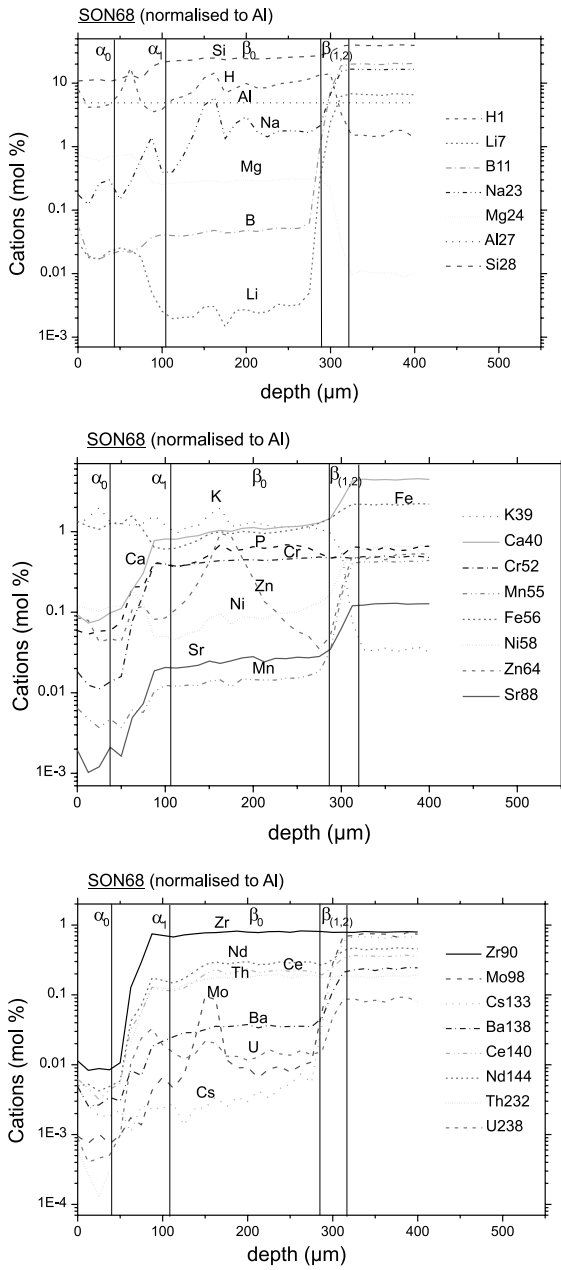 SON68 (normalised to Al)
α0 α1 Si β0 β(1,2)
H
Al
Na
Mg
B
Li
10
1
0.1
0.01
1E-3
Cations (mol %)
0 100 200 300 400 500
depth (µm)
H1
Li7
B11
Na23
Mg24
Al27
Si28
SON68 (normalised to Al)
α0 α1 β0 β(1,2)
K
Fe
Ca
P
Cr
Zn
Ni
Sr
Mn
1
0.1
0.01
1E-3
Cations (mol %)
0 100 200 300 400 500
depth (µm)
K39
Ca40
Cr52
Mn55
Fe56
Ni58
Zn64
Sr88
SON68 (normalised to Al)
α0 α1 β0 β(1,2)
Zr
Nd
Ce
Th
Mo
Ba
U
Cs
1
0.1
0.01
1E-3
1E-4
Cations (mol %)
0 100 200 300 400 500
depth (µm)
Zr90
Mo98
Cs133
Ba138
Ce140
Nd144
Th232
U238